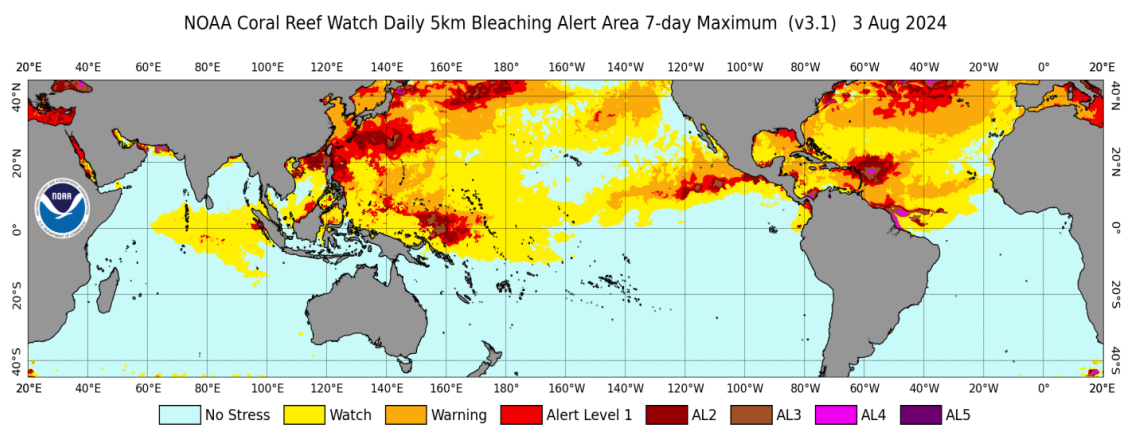 NOAA Coral Reef Watch Daily 5km Bleaching Alert Area 7-day Maximum (v3.1) 3 Aug 2024
20°E 40°E 60°E 80°E 100°E 120°E 140°E 160°E 180° 160°W 140°W 120°W 100°W 80°W 60°W 40°W 20°W 0° 20°E
40°N 40°N
20°N 20°N
NOAA
0° 0°
20°S 20°S
40°S 40°S
20°E 40°E 60°E 80°E 100°E 120°E 140°E 160°E 180° 160°W 140°W 120°W 100°W 80°W 60°W 40°W 20°W 0° 20°E
No Stress Watch Warning Alert Level 1 AL2 AL3 AL4 AL5